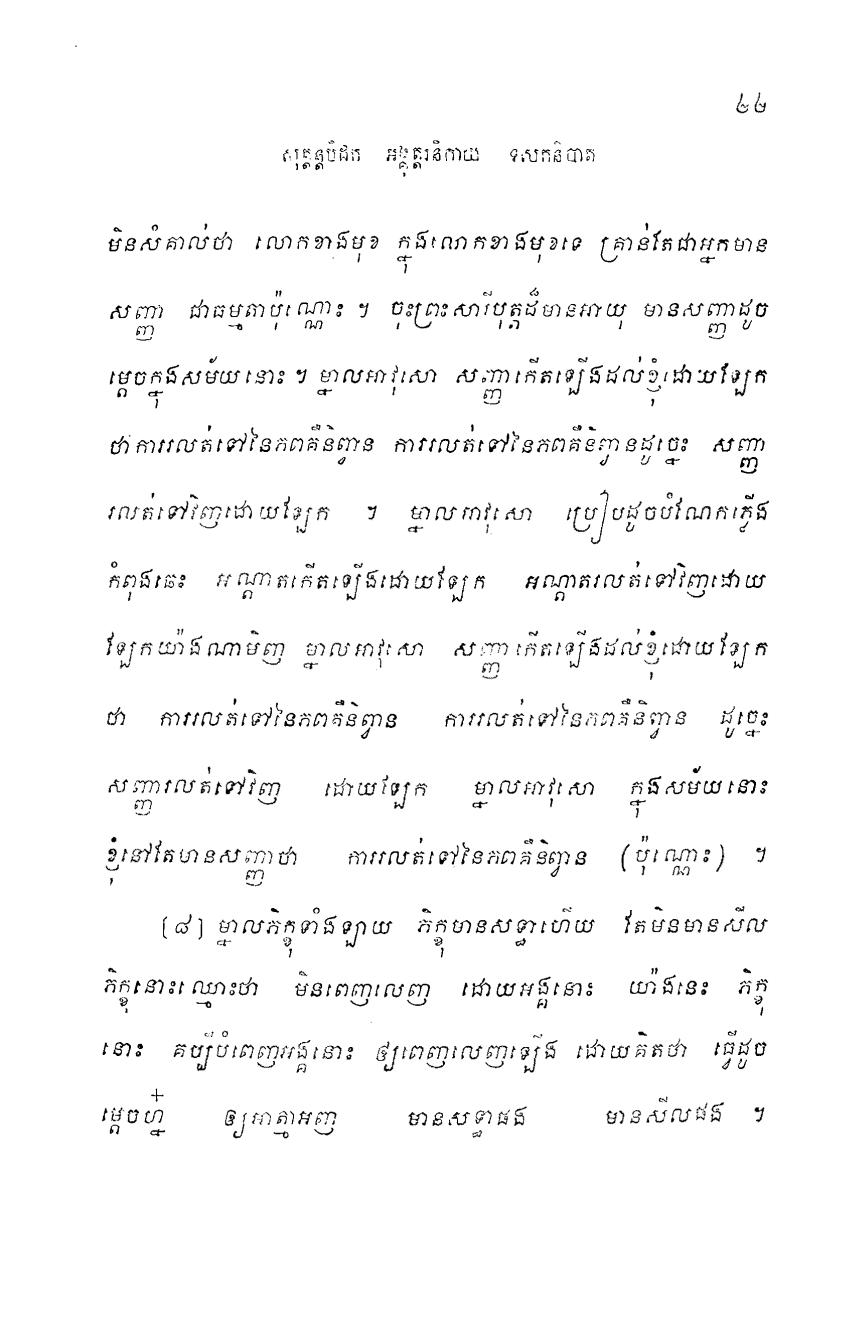 ២២
សុត្តន្តបិដក អង្គុត្តរនិកាយ ទសកនិបាត
មិនសំគាល់ថា លោកខាងមុខ ក្នុងលោកខាងមុខទេ គ្រាន់តែជាអ្នកមាន
សញ្ញា ជាធម្មតាប៉ុណ្ណោះ ។ ចុះព្រះសារីបុត្តដ៏មានអាយុ មានសញ្ញាដូច
ម្តេចក្នុងសម័យនោះ ។ ម្នាលអាវុសោ សញ្ញាកើតឡើងដល់ខ្ញុំដោយឡែក
ថាការរលត់ទៅនៃភពគឺនិព្វាន ការរលត់ទៅនៃភពគឺនិព្វានដូច្នេះ សញ្ញា
រលត់ទៅវិញដោយឡែក ។ ម្នាលអាវុសោ ប្រៀបដូចបំណែកភ្លើង
កំពុងឆេះ អណ្តាតកើតឡើងដោយឡែក អណ្តាតរលត់ទៅវិញដោយ
ឡែកយ៉ាងណាមិញ ម្នាលអាវុសោ សញ្ញាកើតឡើងដល់ខ្ញុំដោយឡែក
ថា ការរលត់ទៅនៃភពគឺនិព្វាន ការរលត់ទៅនៃភពគឺនិព្វាន ដូច្នេះ
សញ្ញារលត់ទៅវិញ ដោយឡែក ម្នាលអាវុសោ ក្នុងសម័យនោះ
ខ្ញុំនៅតែមានសញ្ញាថា ការរលត់ទៅនៃភពគឺនិព្វាន (ប៉ុណ្ណោះ) ។
[៨] ម្នាលភិក្ខុទាំងឡាយ ភិក្ខុមានសទ្ធាហើយ តែមិនមានសីល
ភិក្ខុនោះឈ្មោះថា មិនពេញលេញ ដោយអង្គនោះ យ៉ាងនេះ ភិក្ខុ
នោះ គប្បីបំពេញអង្គនោះ ឲ្យពេញលេញឡើង ដោយគិតថា ធ្វើដូច
ម្តេចហ្ន៎ ឲ្យអាត្មាអញ មានសទ្ធាផង មានសីលផង ។